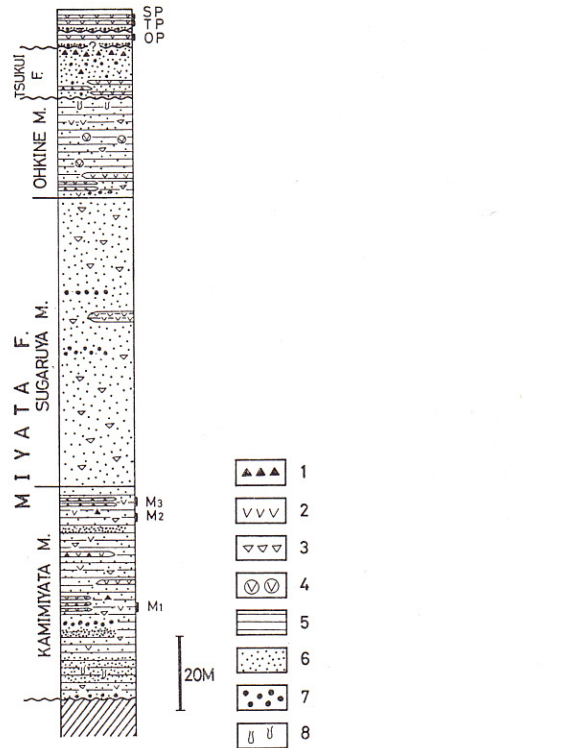 SP
TP
OP
?
TSUKUI F.
OHKINE M.
MIYATA F.
SUGARUYA M.
M3
M2
KAMIMIYATA M.
M1
20M
1
2
3
4
5
6
7
8